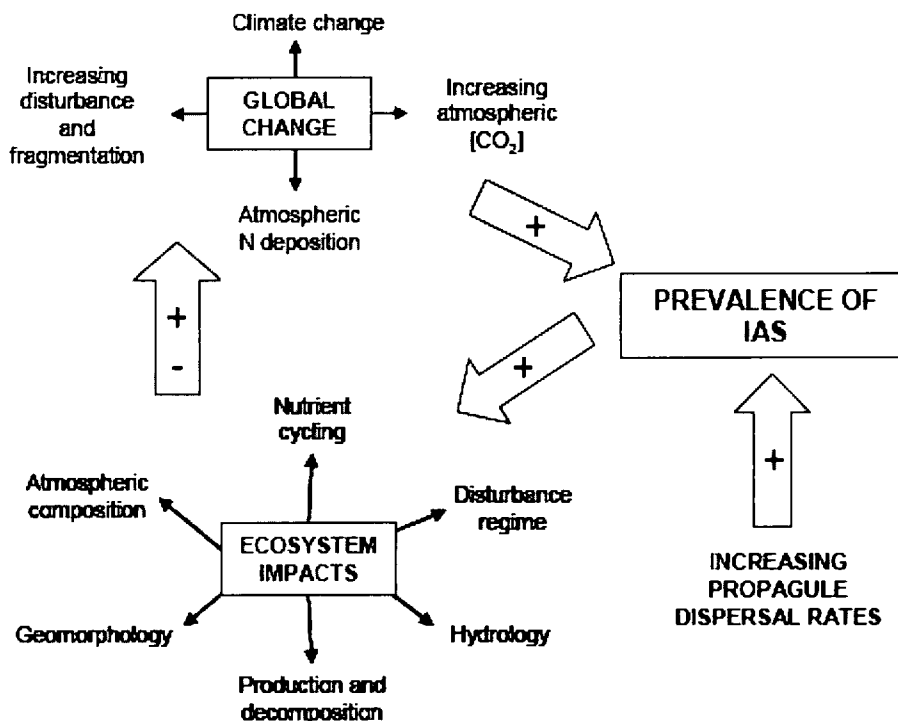 Climate change
Increasing
disturbance
and
fragmentation
GLOBAL
CHANGE
Increasing
atmospheric
[CO₂]
Atmospheric
N deposition
+
PREVALENCE OF
IAS
+
-
+
+
INCREASING
PROPAGULE
DISPERSAL RATES
Nutrient
cycling
Atmospheric
composition
Disturbance
regime
ECOSYSTEM
IMPACTS
Geomorphology
Hydrology
Production and
decomposition